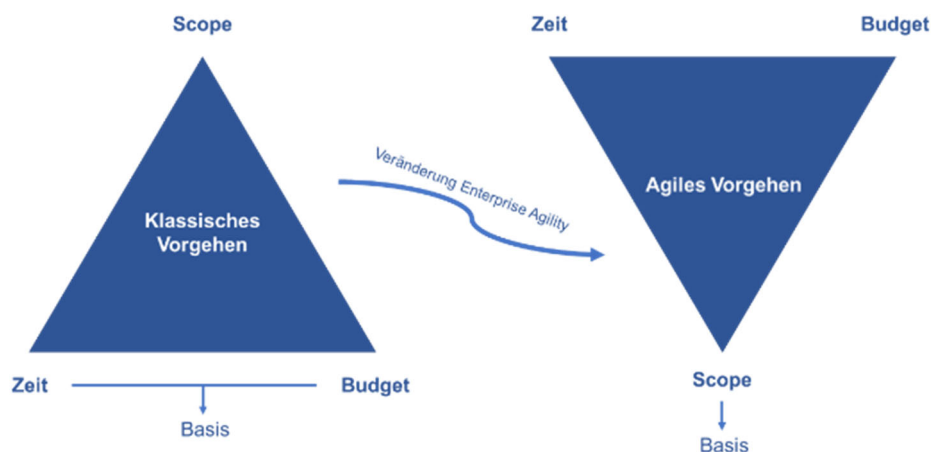 Scope
Klassisches
Vorgehen
Zeit
Budget
Basis
Veränderung Enterprise Agility
Zeit
Budget
Agiles Vorgehen
Scope
Basis